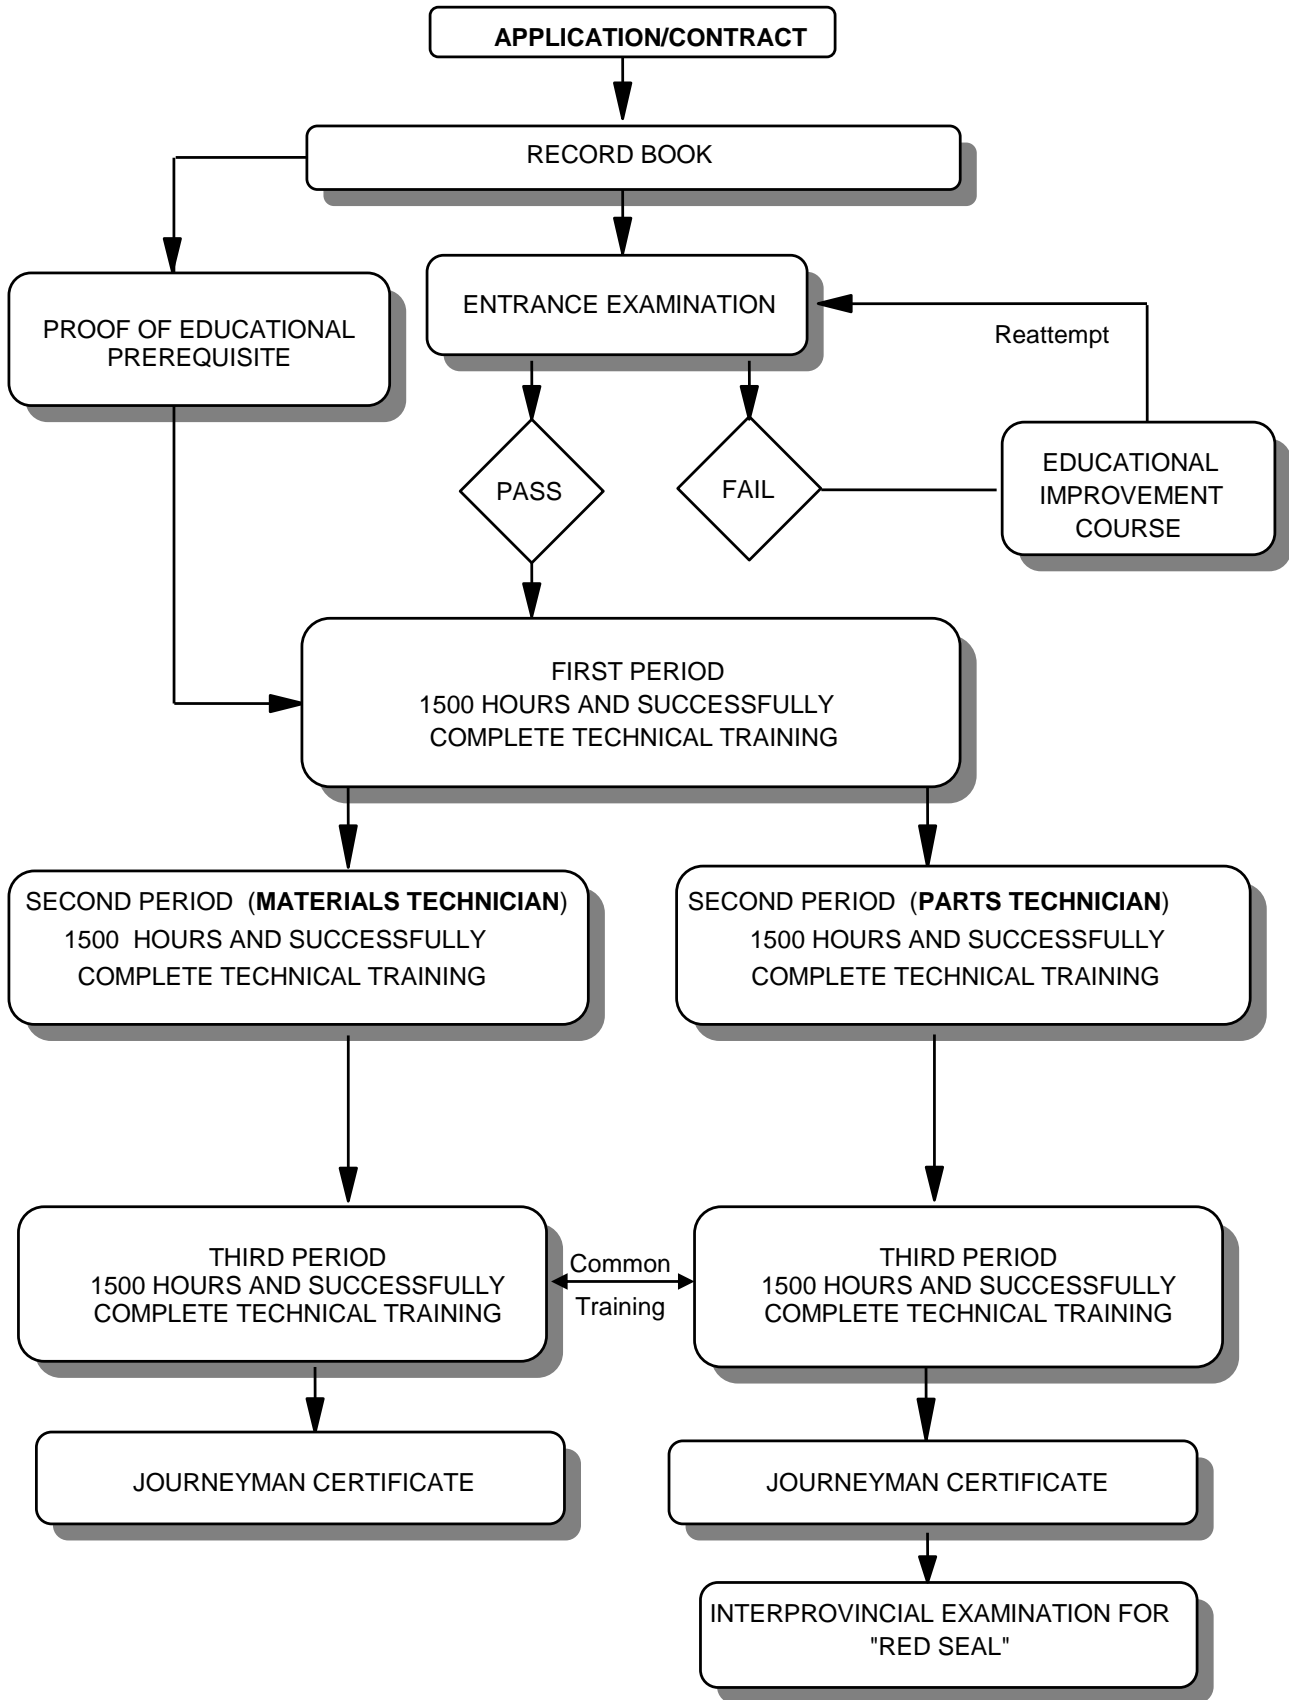 APPLICATION/CONTRACT
RECORD BOOK
PROOF OF EDUCATIONAL
PREREQUISITE
ENTRANCE EXAMINATION
Reattempt
PASS
FAIL
EDUCATIONAL
IMPROVEMENT
COURSE
FIRST PERIOD
1500 HOURS AND SUCCESSFULLY
COMPLETE TECHNICAL TRAINING
SECOND PERIOD (MATERIALS TECHNICIAN)
1500 HOURS AND SUCCESSFULLY
COMPLETE TECHNICAL TRAINING
SECOND PERIOD (PARTS TECHNICIAN)
1500 HOURS AND SUCCESSFULLY
COMPLETE TECHNICAL TRAINING
THIRD PERIOD
1500 HOURS AND SUCCESSFULLY
COMPLETE TECHNICAL TRAINING
Common
Training
THIRD PERIOD
1500 HOURS AND SUCCESSFULLY
COMPLETE TECHNICAL TRAINING
JOURNEYMAN CERTIFICATE
JOURNEYMAN CERTIFICATE
INTERPROVINCIAL EXAMINATION FOR
"RED SEAL"